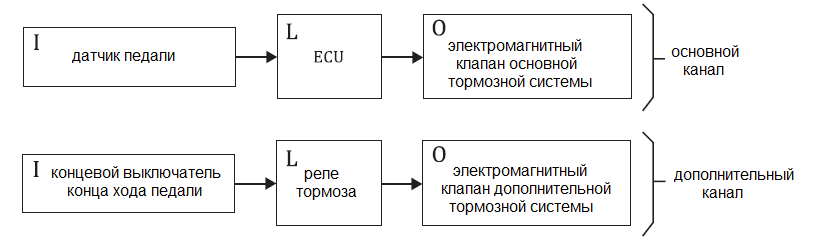 I
датчик педали
L
ECU
O
электромагнитный
клапан основной
тормозной системы
основной
канал
I
концевой выключатель
конца хода педали
L
реле
тормоза
O
электромагнитный
клапан дополнительной
тормозной системы
дополнительный
канал